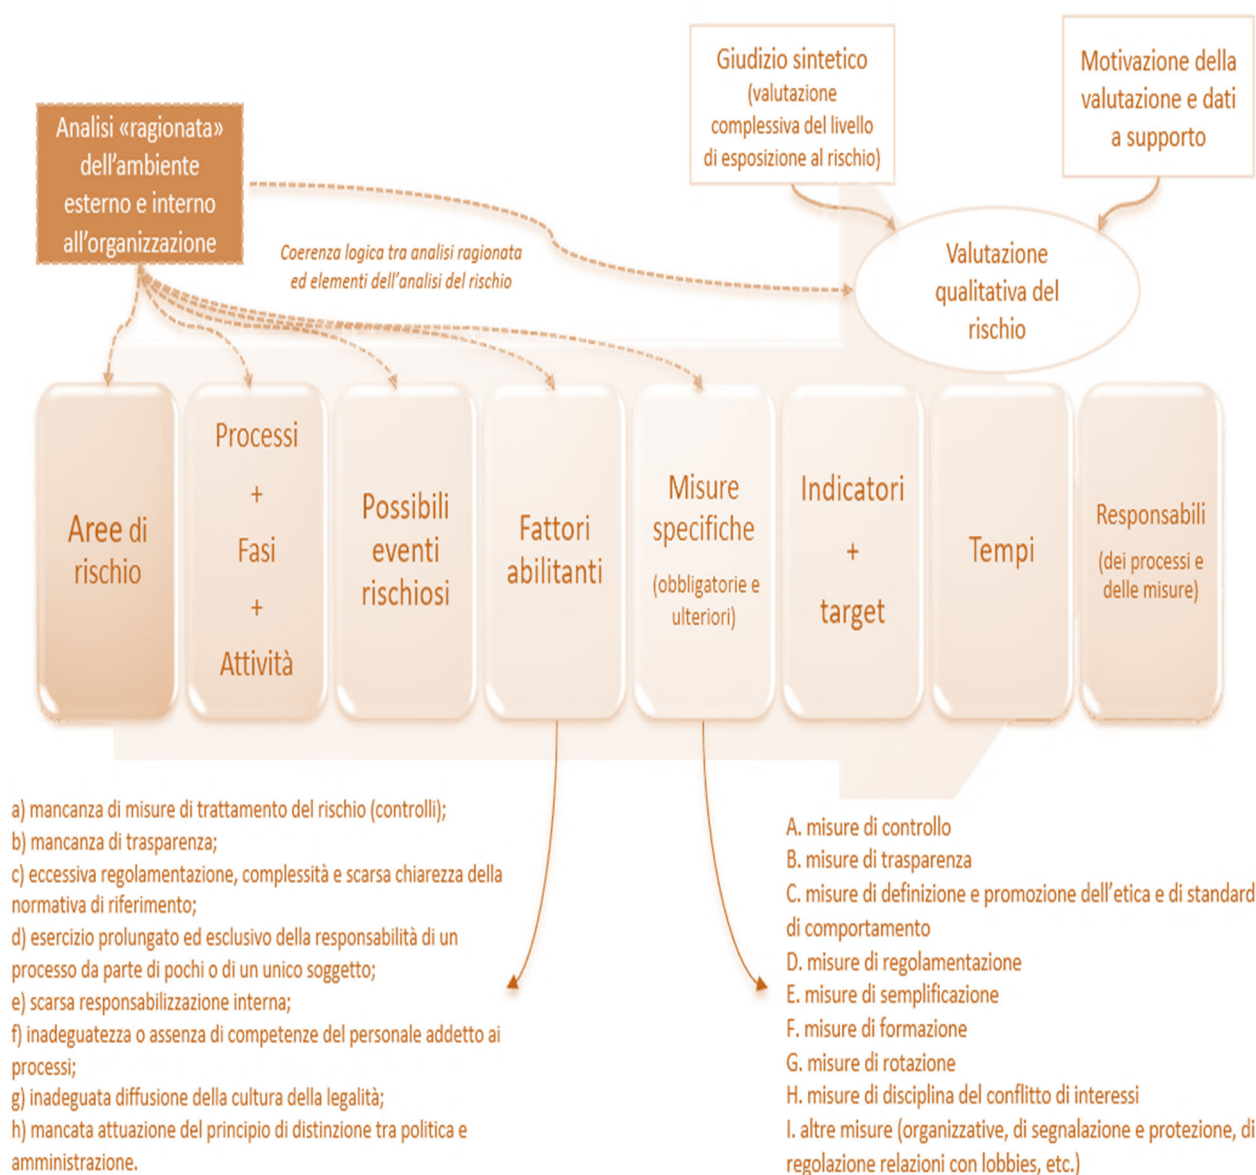 Analisi «ragionata»
dell'ambiente
esterno e interno
all'organizzazione
Giudizio sintetico
(valutazione
complessiva del livello
di esposizione al rischio)
Motivazione della
valutazione e dati
a supporto
Coerenza logica tra analisi ragionata
ed elementi dell'analisi del rischio
Valutazione
qualitativa del
rischio
Aree di
rischio
Processi
+
Fasi
+
Attività
Possibili
eventi
rischiosi
Fattori
abilitanti
Misure
specifiche
(obbligatorie e
ulteriori)
Indicatori
+
target
Tempi
Responsabili
(dei processi e
delle misure)
a) mancanza di misure di trattamento del rischio (controlli);
b) mancanza di trasparenza;
c) eccessiva regolamentazione, complessità e scarsa chiarezza della
normativa di riferimento;
d) esercizio prolungato ed esclusivo della responsabilità di un
processo da parte di pochi o di un unico soggetto;
e) scarsa responsabilizzazione interna;
f) inadeguatezza o assenza di competenze del personale addetto ai
processi;
g) inadeguata diffusione della cultura della legalità;
h) mancata attuazione del principio di distinzione tra politica e
amministrazione.
A. misure di controllo
B. misure di trasparenza
C. misure di definizione e promozione dell'etica e di standard
di comportamento
D. misure di regolamentazione
E. misure di semplificazione
F. misure di formazione
G. misure di rotazione
H. misure di disciplina del conflitto di interessi
I. altre misure (organizzative, di segnalazione e protezione, di
regolazione relazioni con lobbies, etc.)